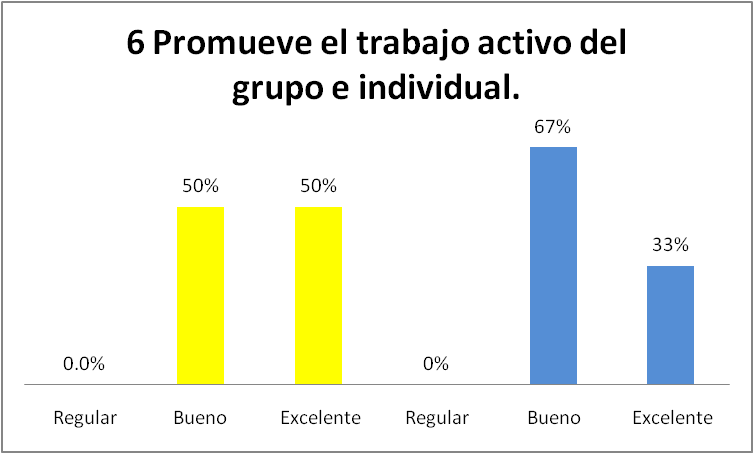 6 Promueve el trabajo activo del
grupo e individual.
67%
50% 50%
33%
0.0% 0%
Regular Bueno Excelente Regular Bueno Excelente